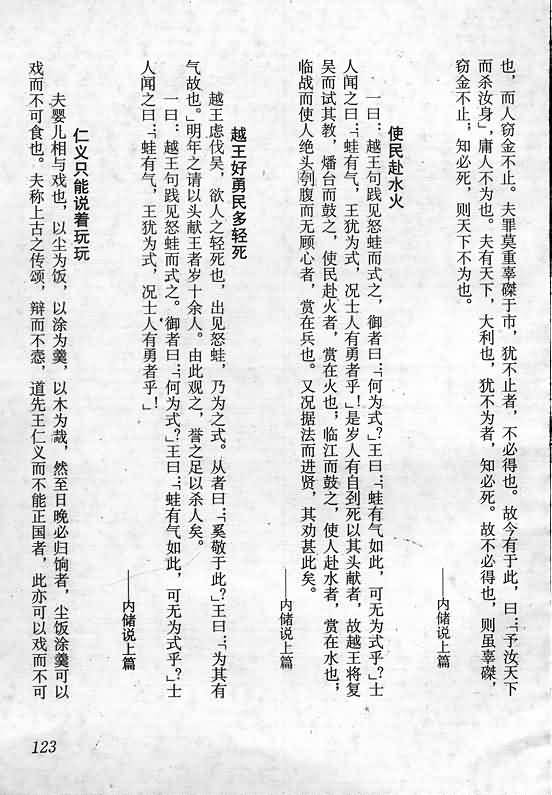 也，而人窃金不止。夫罪莫重辜磔于市，犹不止者，不必得也。故今有于此，曰：「予汝天下
而杀汝身」，庸人不为也。夫有天下，大利也，犹不为者，知必死。故不必得也，则虽辜磔，
窃金不止；知必死，则天下不为也。
——内储说上篇
使民赴水火
一曰：越王句践见怒蛙而式之，御者曰：「何为式？」王曰：「蛙有气如此，可无为式乎？」士
人闻之曰：「蛙有气，王犹为式，况士人有勇者乎！」是岁人有自刭死以其头献者，故越王将复
吴而试其教，燔台而鼓之，使民赴火者，赏在火也；临江而鼓之，使人赴水者，赏在水也；
临战而使人绝头刳腹而无顾心者，赏在兵也。又况据法而进贤，其劝甚此矣。
——内储说上篇
越王好勇民多轻死
越王虑伐吴，欲人之轻死也，出见怒蛙，乃为之式。从者曰：「奚敬于此？」王曰：「为其有
气故也。」明年之请以头献王者岁十余人。由此观之，誉之足以杀人矣。
一曰：越王句践见怒蛙而式之。御者曰：「何为式？」王曰：「蛙有气如此，可无为式乎？」士
人闻之曰：「蛙有气，王犹为式，况士人有勇者乎！
——内储说上篇
仁义只能说着玩玩
夫婴儿相与戏也，以尘为饭，以涂为羹，以木为胾，然至日晚必归饷者，尘饭涂羹可以
戏而不可食也。夫称上古之传颂，辩而不悫，道先王仁义而不能正国者，此亦可以戏而不可
123